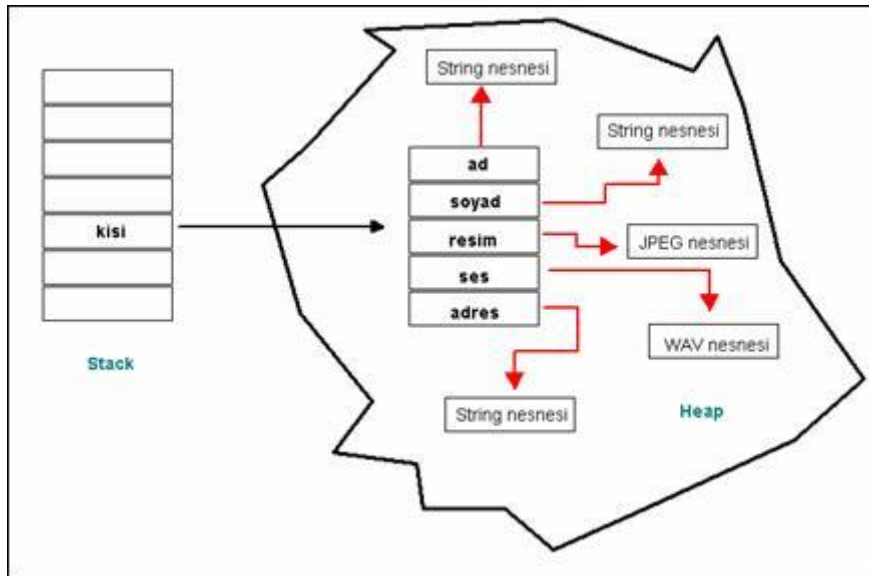 kisi
Stack
String nesnesi
String nesnesi
ad
soyad
resim
ses
adres
JPEG nesnesi
WAV nesnesi
String nesnesi
Heap